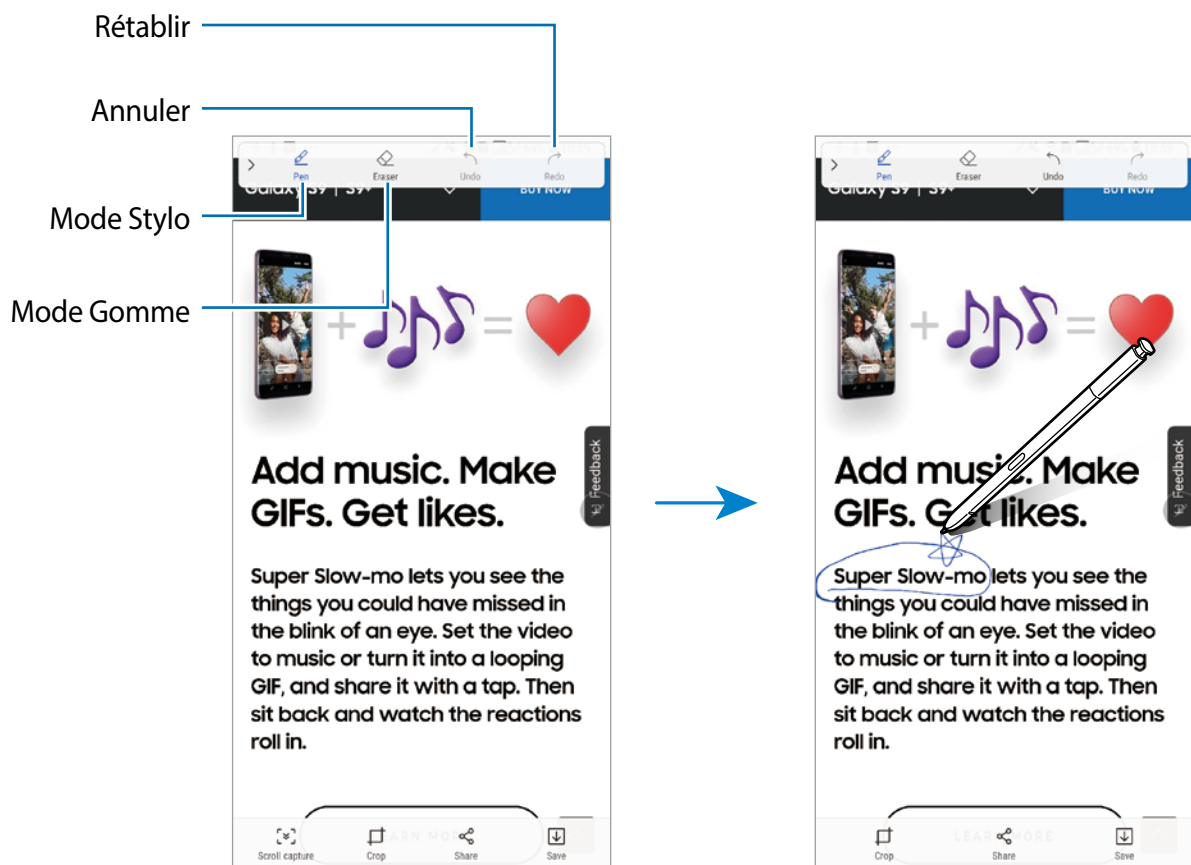 Rétablir
Annuler
Mode Stylo
Mode Gomme
Pen
Eraser
Undo
Redo
Galaxy S9 | S9+
BUY NOW
Add music. Make
GIFs. Get likes.
Feedback
Super Slow-mo lets you see the
things you could have missed in
the blink of an eye. Set the video
to music or turn it into a looping
GIF, and share it with a tap. Then
sit back and watch the reactions
roll in.
LEARN MORE
Scroll capture
Crop
Share
Save
Pen
Eraser
Undo
Redo
Galaxy S9 | S9+
BUY NOW
Add music. Make
GIFs. Get likes.
Feedback
Super Slow-mo lets you see the
things you could have missed in
the blink of an eye. Set the video
to music or turn it into a looping
GIF, and share it with a tap. Then
sit back and watch the reactions
roll in.
LEARN MORE
Crop
Share
Save